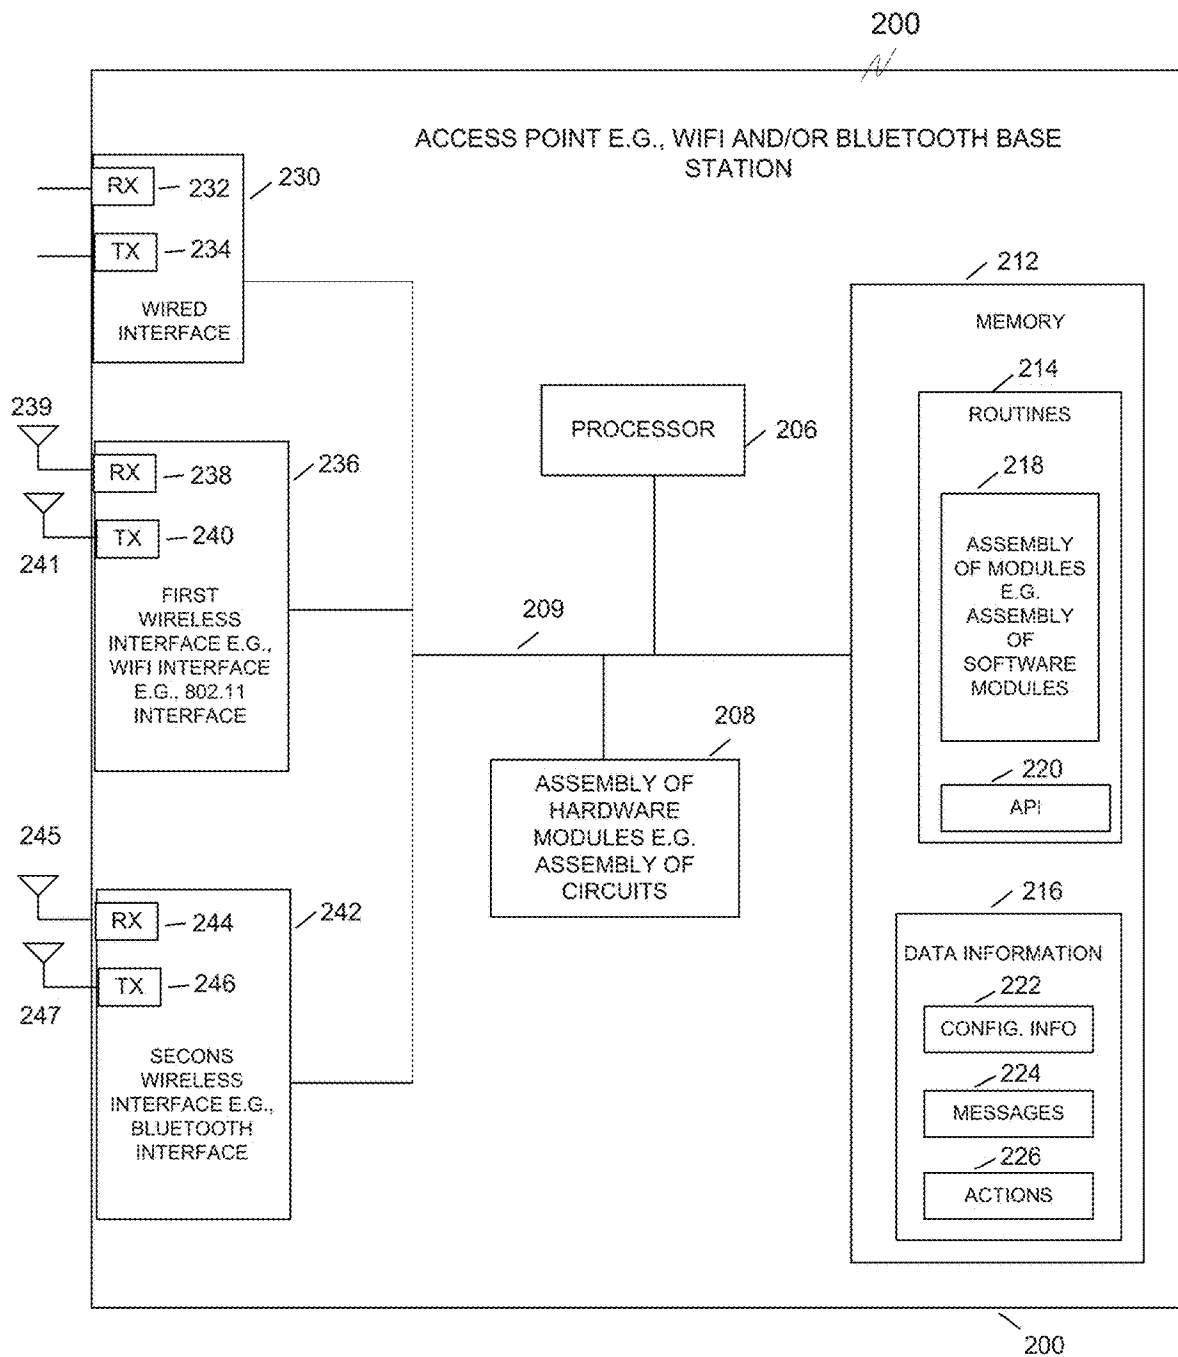 200
ACCESS POINT E.G., WIFI AND/OR BLUETOOTH BASE
STATION
RX
232
230
TX
234
WIRED
INTERFACE
239
RX
238
236
TX
240
241
FIRST
WIRELESS
INTERFACE E.G.,
WIFI INTERFACE
E.G., 802.11
INTERFACE
245
RX
244
242
TX
246
247
SECONS
WIRELESS
INTERFACE E.G.,
BLUETOOTH
INTERFACE
PROCESSOR
206
209
208
ASSEMBLY OF
HARDWARE
MODULES E.G.
ASSEMBLY OF
CIRCUITS
212
MEMORY
214
ROUTINES
218
ASSEMBLY
OF MODULES
E.G.
ASSEMBLY
OF
SOFTWARE
MODULES
220
API
216
DATA INFORMATION
222
CONFIG. INFO
224
MESSAGES
226
ACTIONS
200